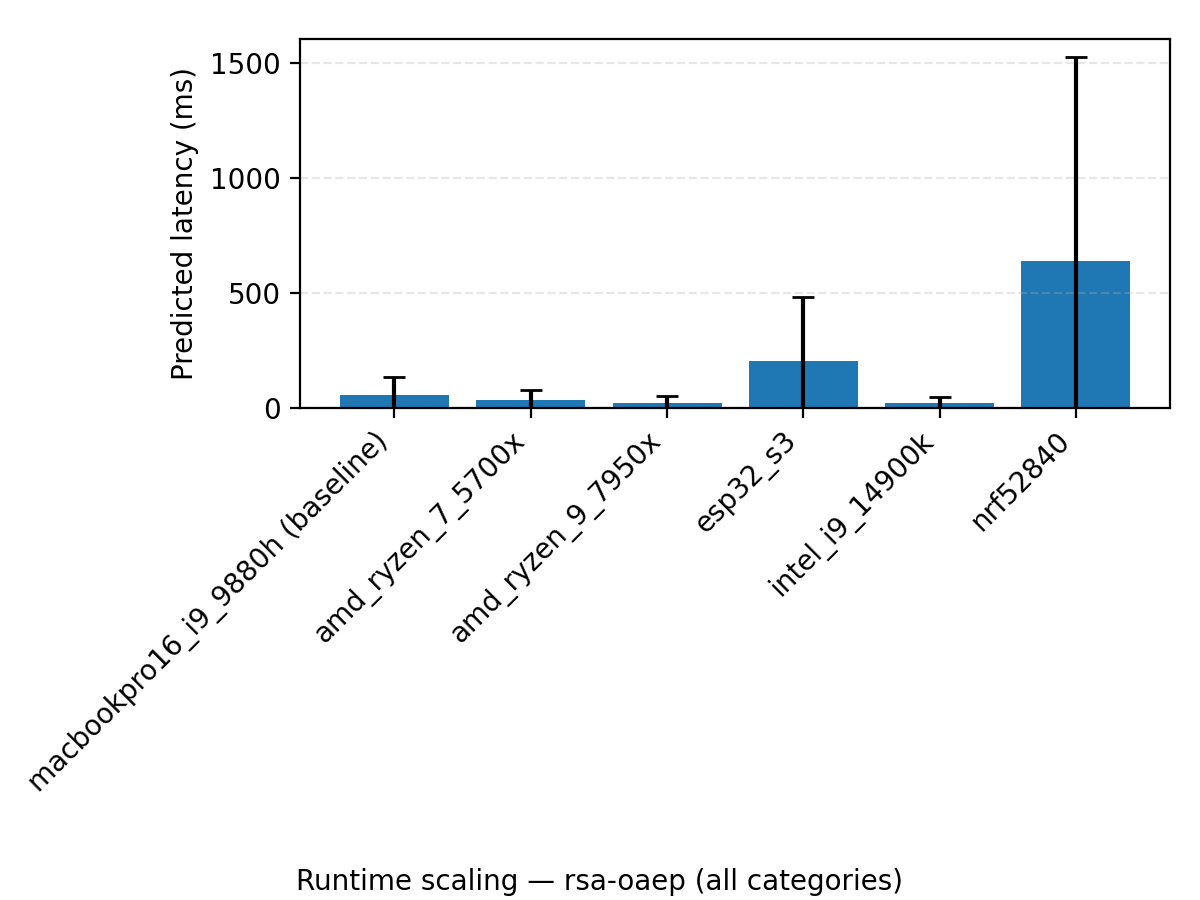 Predicted latency (ms)
1500
1000
500
0
macbookpro16_i9_9880h (baseline)
amd_ryzen_7_5700x
amd_ryzen_9_7950x
esp32_s3
intel_i9_14900k
nrf52840
Runtime scaling — rsa-oaep (all categories)